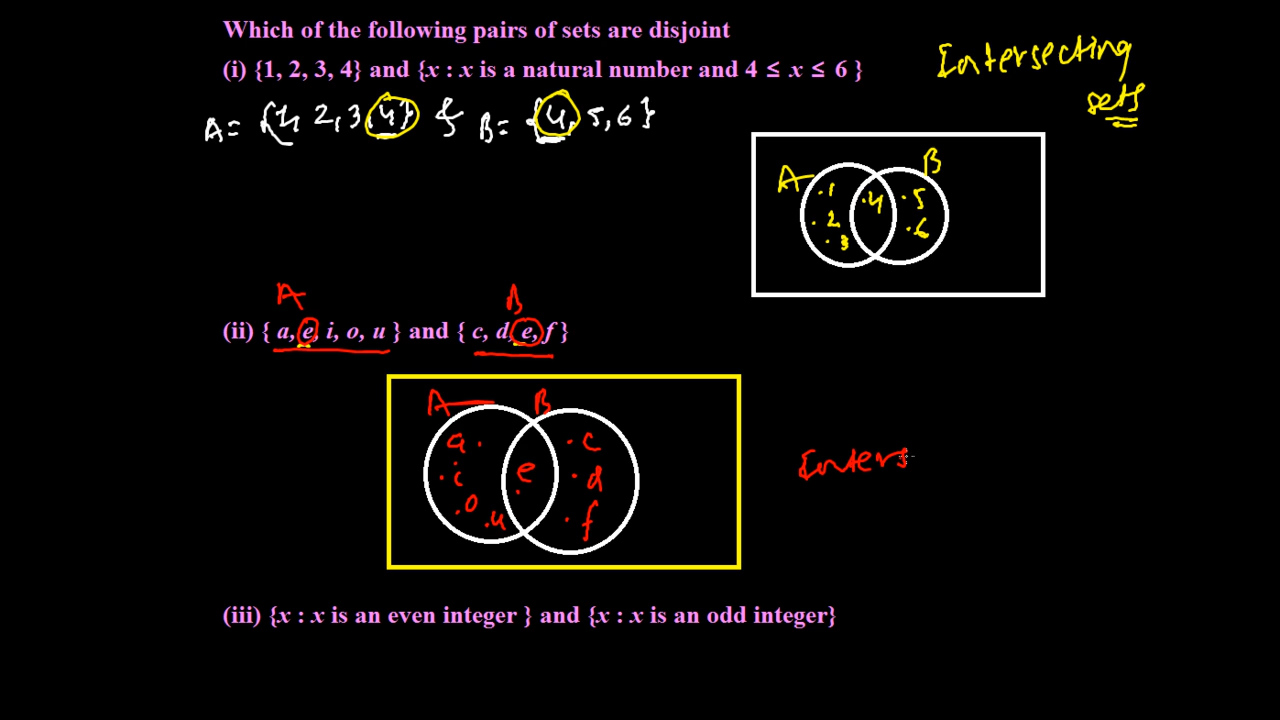 Which of the following pairs of sets are disjoint
(i) {1, 2, 3, 4} and {x : x is a natural number and 4 ≤ x ≤ 6 }
Intersecting
sets
A = {1, 2, 3, 4} & B = {4, 5, 6}
A B
.1 .4 .5
.2 .6
.3
A B
(ii) { a, e, i, o, u } and { c, d, e, f }
A B
a . . c
. i e . d
. o . u . f
Inters
(iii) {x : x is an even integer } and {x : x is an odd integer}